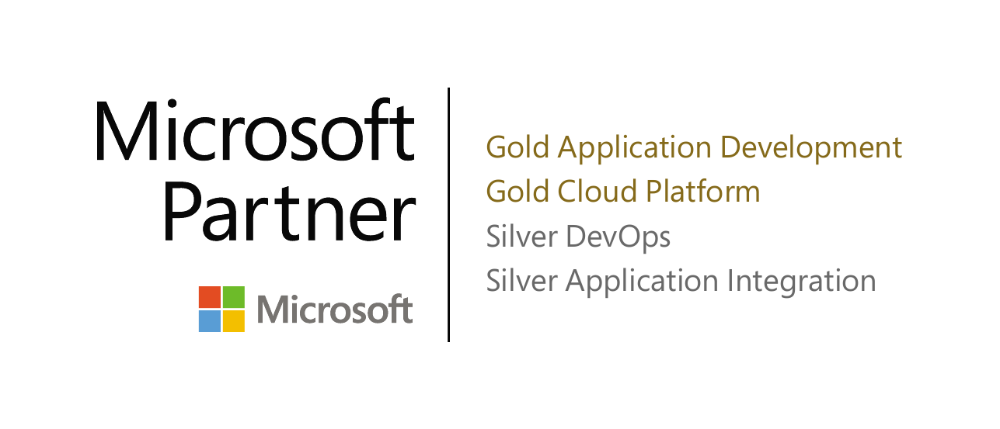 Microsoft
Partner
Microsoft
Gold Application Development
Gold Cloud Platform
Silver DevOps
Silver Application Integration